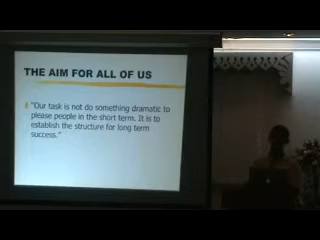 THE AIM FOR ALL OF US
"Our task is not do something dramatic to
please people in the short term. It is to
establish the structure for long term
success."